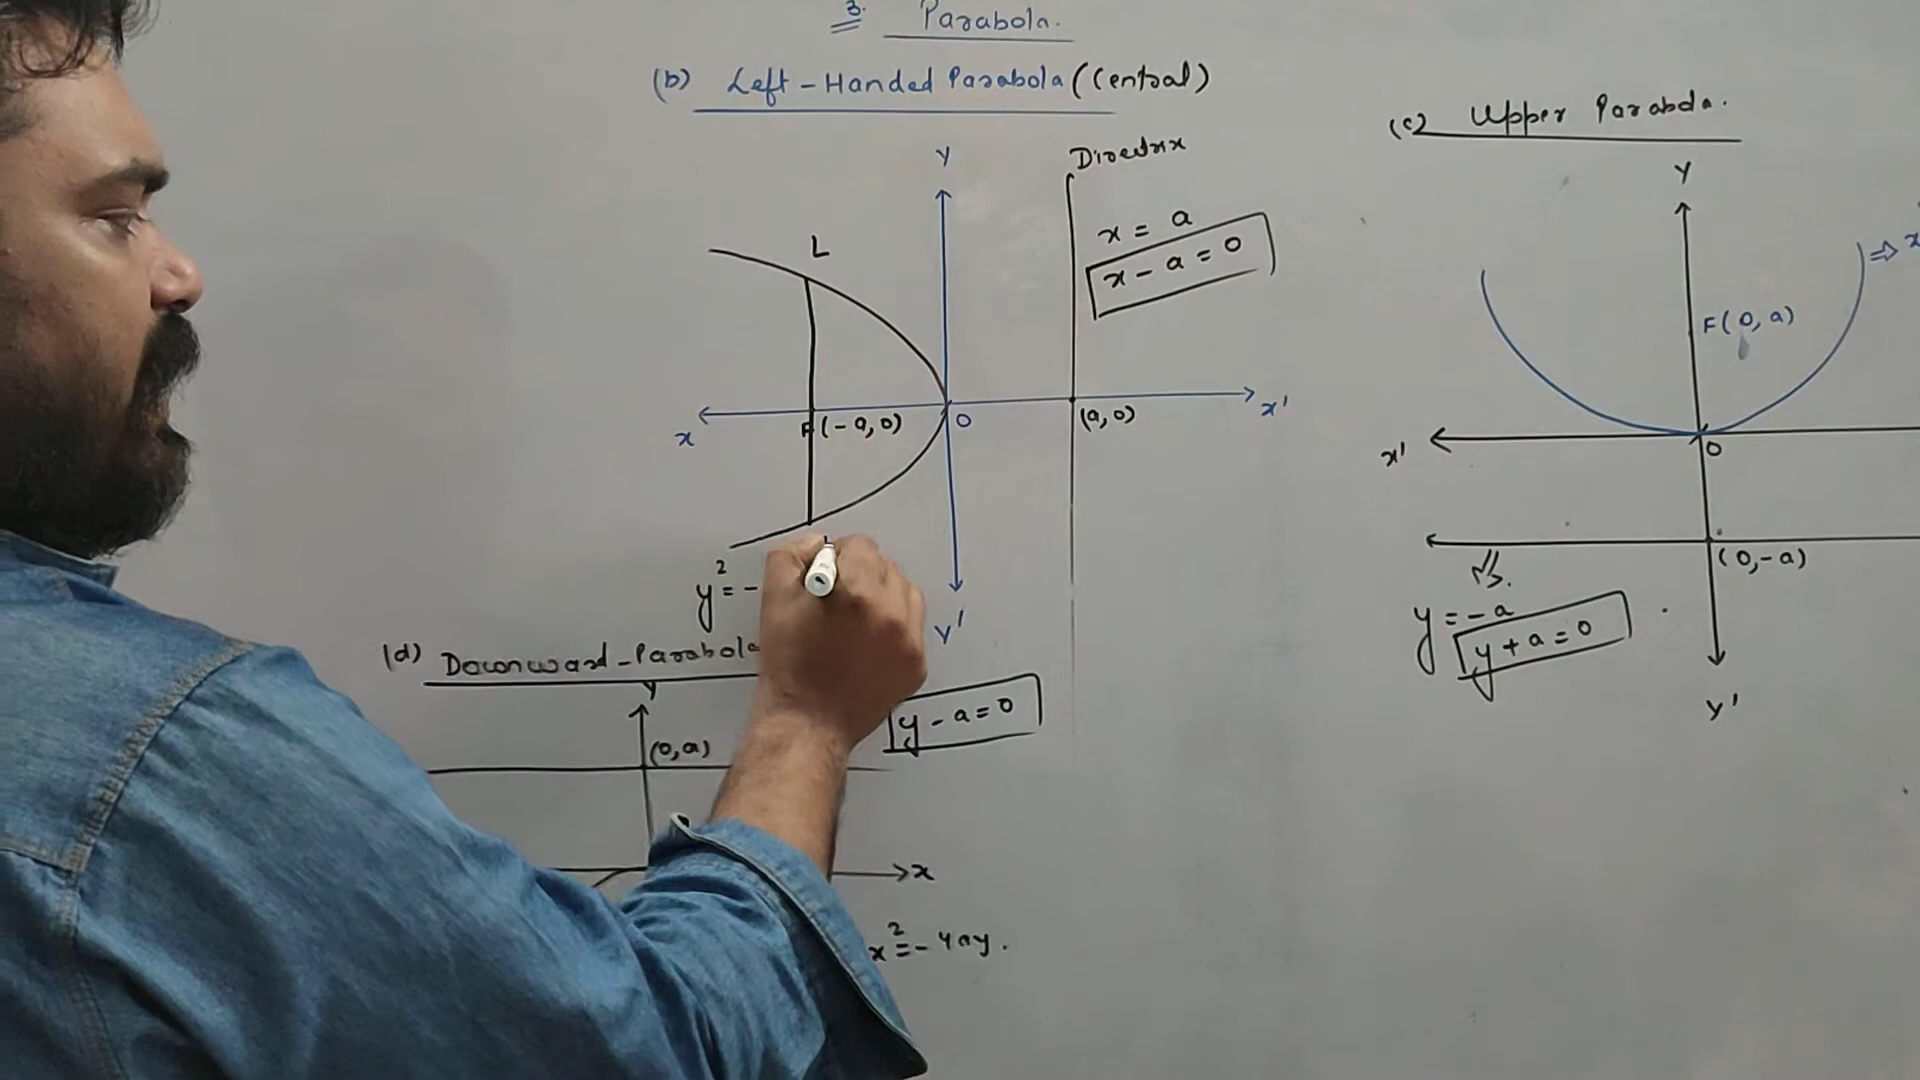 3. Parabola.
(b) Left-Handed Parabola (Central)
Y
Directrix
L
x = a
x - a = 0
F(-a, 0)
O
(a, 0)
x
x'
y² = -
Y'
(c) Upper Parabola.
Y
⇒ x
F(0, a)
x'
O
(0, -a)
y = -a
y + a = 0
Y'
(d) Downward-Parabola
Y
(0, a)
y - a = 0
x
x² = -4ay.